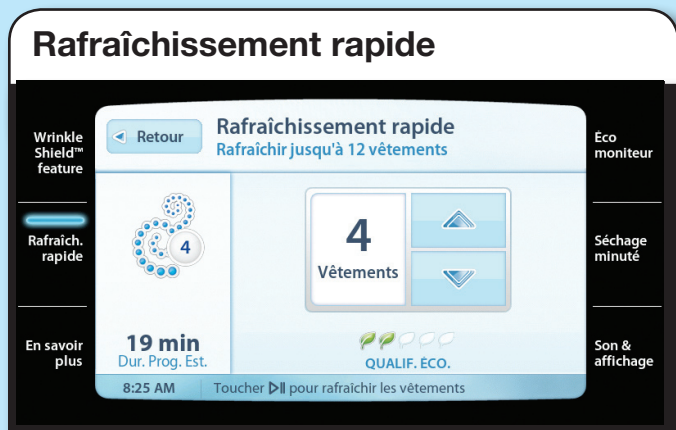 Rafraîchissement rapide
Wrinkle
Shield™
feature
Rafraîch.
rapide
En savoir
plus
Retour
Rafraîchissement rapide
Rafraîchir jusqu'à 12 vêtements
4
19 min
Dur. Prog. Est.
4
Vêtements
QUALIF. ÉCO.
8:25 AM
Toucher ▷II pour rafraîchir les vêtements
Éco
moniteur
Séchage
minuté
Son &
affichage